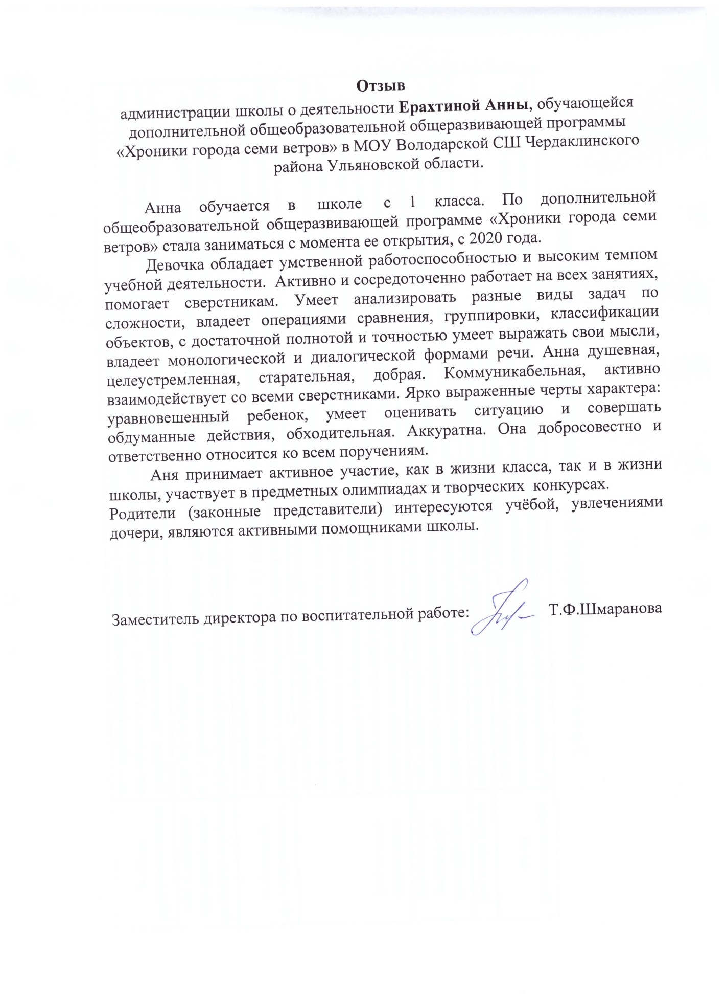 Отзыв
администрации школы о деятельности Ерахтиной Анны, обучающейся
дополнительной общеобразовательной общеразвивающей программы
«Хроники города семи ветров» в МОУ Володарской СШ Чердаклинского
района Ульяновской области.
Анна обучается в школе с 1 класса. По дополнительной
общеобразовательной общеразвивающей программе «Хроники города семи
ветров» стала заниматься с момента ее открытия, с 2020 года.
Девочка обладает умственной работоспособностью и высоким темпом
учебной деятельности. Активно и сосредоточенно работает на всех занятиях,
помогает сверстникам. Умеет анализировать разные виды задач по
сложности, владеет операциями сравнения, группировки, классификации
объектов, с достаточной полнотой и точностью умеет выражать свои мысли,
владеет монологической и диалогической формами речи. Анна душевная,
целеустремленная, старательная, добрая. Коммуникабельная, активно
взаимодействует со всеми сверстниками. Ярко выраженные черты характера:
уравновешенный ребенок, умеет оценивать ситуацию и совершать
обдуманные действия, обходительная. Аккуратна. Она добросовестно и
ответственно относится ко всем поручениям.
Аня принимает активное участие, как в жизни класса, так и в жизни
школы, участвует в предметных олимпиадах и творческих конкурсах.
Родители (законные представители) интересуются учёбой, увлечениями
дочери, являются активными помощниками школы.
Заместитель директора по воспитательной работе: Т.Ф.Шмаранова